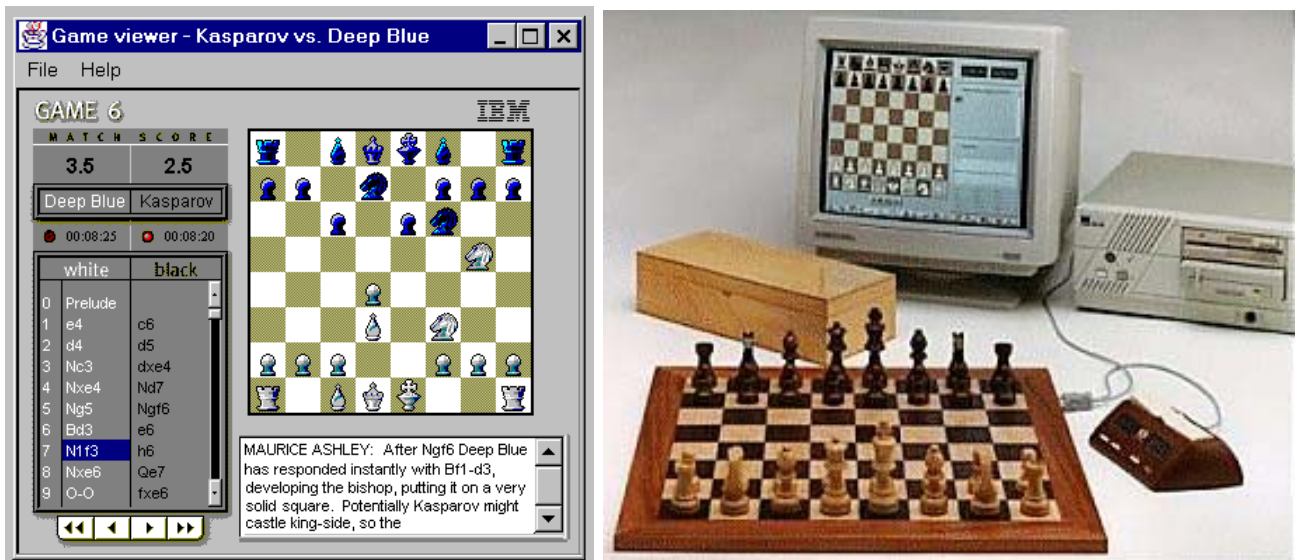 Game viewer - Kasparov vs. Deep Blue
File Help
GAME 6
IBM
MATCH SCORE
3.5 2.5
Deep Blue Kasparov
00:08:25 00:08:20
white black
0 Prelude
1 e4 c6
2 d4 d5
3 Nc3 dxe4
4 Nxe4 Nd7
5 Ng5 Ngf6
6 Bd3 e6
7 N1f3 h6
8 Nxe6 Qe7
9 O-O fxe6
MAURICE ASHLEY: After Ngf6 Deep Blue
has responded instantly with Bf1-d3,
developing the bishop, putting it on a very
solid square. Potentially Kasparov might
castle king-side, so the